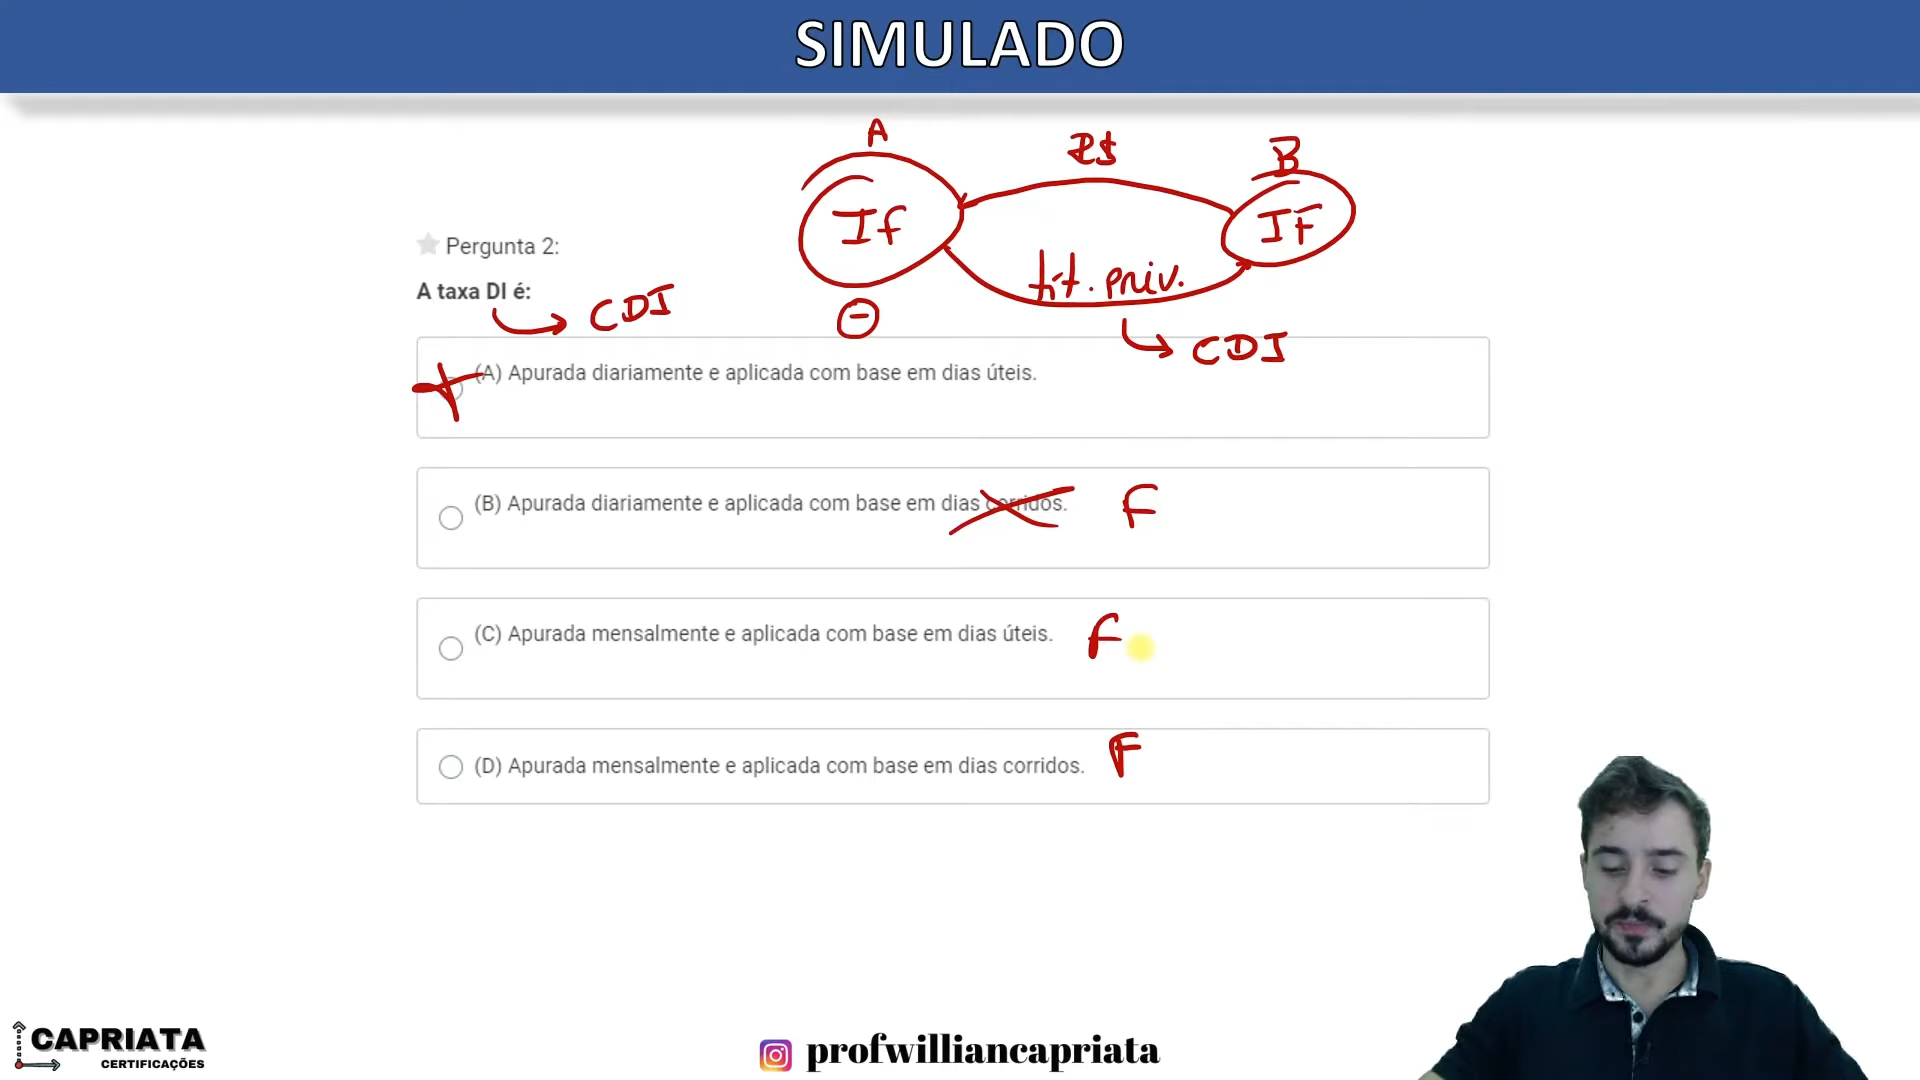 SIMULADO
A
R$
B
If
IF
Pergunta 2:
tít. priv.
A taxa DI é:
CDI
CDI
(A) Apurada diariamente e aplicada com base em dias úteis.
(B) Apurada diariamente e aplicada com base em dias corridos.
F
(C) Apurada mensalmente e aplicada com base em dias úteis.
F
(D) Apurada mensalmente e aplicada com base em dias corridos.
F
CAPRIATA
CERTIFICAÇÕES
profwilliancapriata